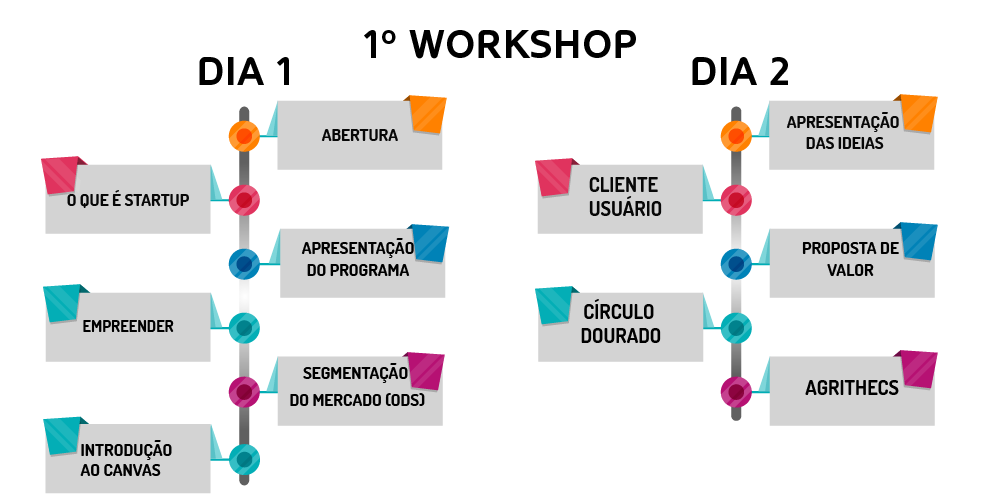 1º WORKSHOP
DIA 1
ABERTURA
O QUE É STARTUP
APRESENTAÇÃO
DO PROGRAMA
EMPREENDER
SEGMENTAÇÃO
DO MERCADO (ODS)
INTRODUÇÃO
AO CANVAS
DIA 2
APRESENTAÇÃO
DAS IDEIAS
CLIENTE
USUÁRIO
PROPOSTA DE
VALOR
CÍRCULO
DOURADO
AGRITHECS